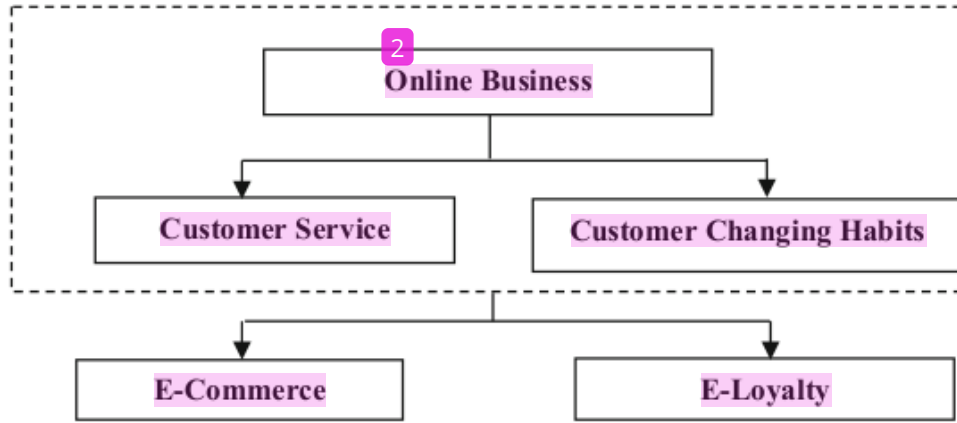 2
Online Business
Customer Service
Customer Changing Habits
E-Commerce
E-Loyalty